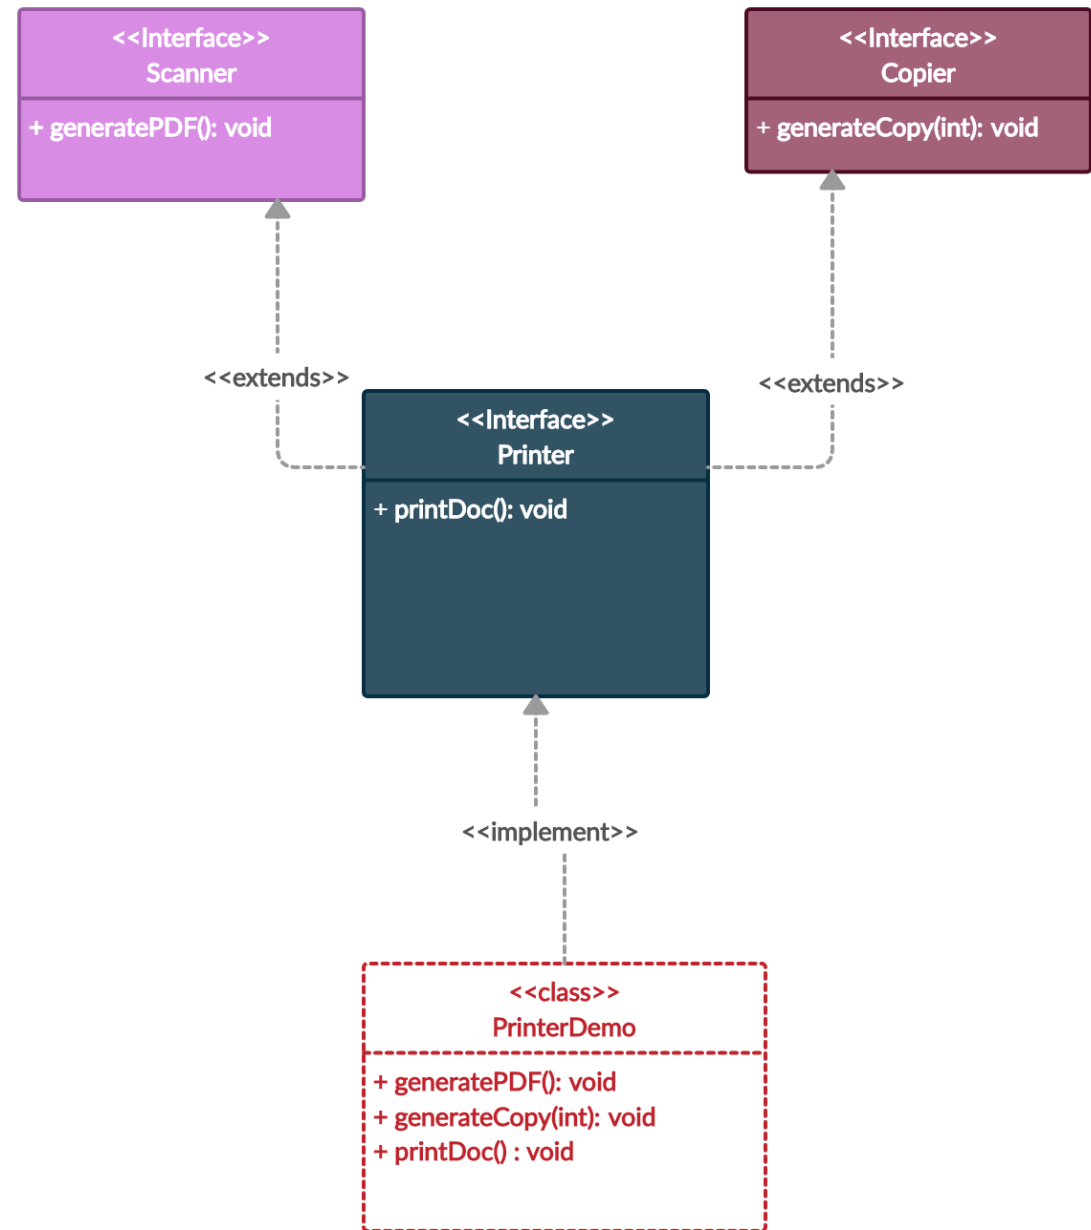 <<Interface>>
Scanner
+ generatePDF(): void
<<Interface>>
Copier
+ generateCopy(int): void
<<extends>>
<<extends>>
<<Interface>>
Printer
+ printDoc(): void
<<implement>>
<<class>>
PrinterDemo
+ generatePDF(): void
+ generateCopy(int): void
+ printDoc() : void